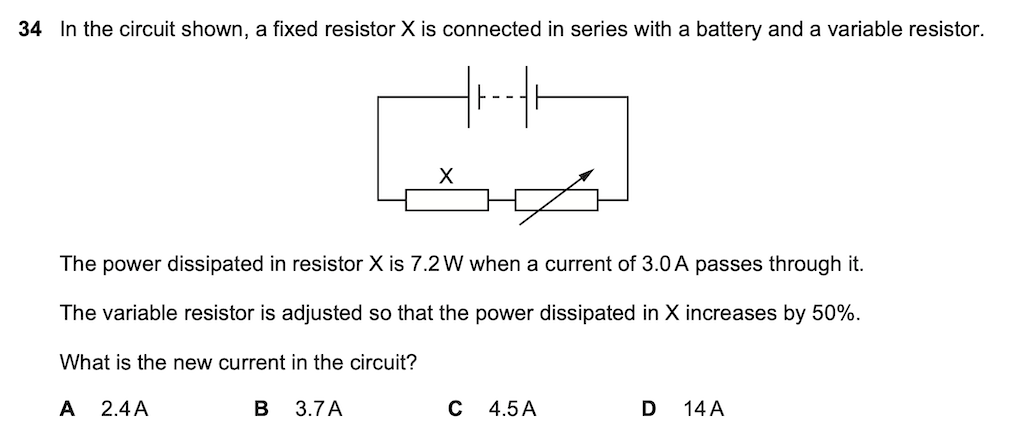 34 In the circuit shown, a fixed resistor X is connected in series with a battery and a variable resistor.
X
The power dissipated in resistor X is 7.2 W when a current of 3.0 A passes through it.
The variable resistor is adjusted so that the power dissipated in X increases by 50%.
What is the new current in the circuit?
A 2.4 A B 3.7 A C 4.5 A D 14 A